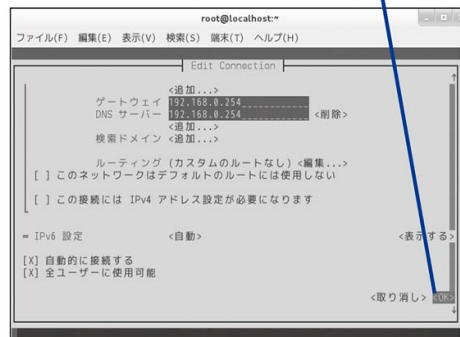 root@localhost:~
ファイル(F) 編集(E) 表示(V) 検索(S) 端末(T) ヘルプ(H)
Edit Connection
<追加...>
ゲートウェイ 192.168.0.254
DNS サーバー 192.168.0.254 <削除>
<追加...>
検索ドメイン <追加...>
ルーティング (カスタムのルートなし) <編集...>
[ ] このネットワークはデフォルトのルートには使用しない
[ ] この接続には IPv4 アドレス設定が必要になります
= IPv6 設定 <自動> <表示する>
[X] 自動的に接続する
[X] 全ユーザーに使用可能
<取り消し> <OK>